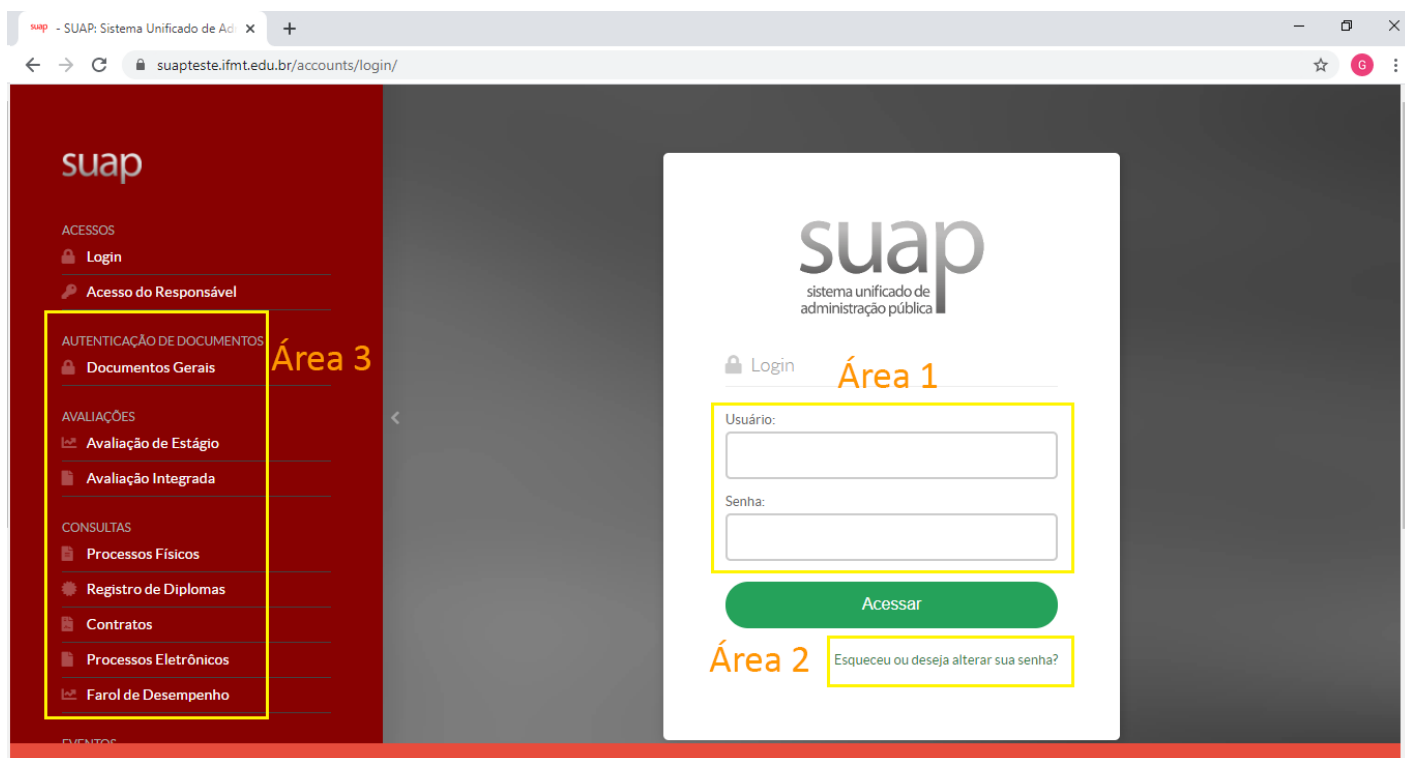 suap - SUAP: Sistema Unificado de Ad
suapteste.ifmt.edu.br/accounts/login/
G
suap
ACESSOS
Login
Acesso do Responsável
AUTENTICAÇÃO DE DOCUMENTOS
Documentos Gerais
Área 3
AVALIAÇÕES
Avaliação de Estágio
Avaliação Integrada
CONSULTAS
Processos Físicos
Registro de Diplomas
Contratos
Processos Eletrônicos
Farol de Desempenho
EVENTOS
suap
sistema unificado de
administração pública
Login
Área 1
Usuário:
Senha:
Acessar
Área 2
Esqueceu ou deseja alterar sua senha?